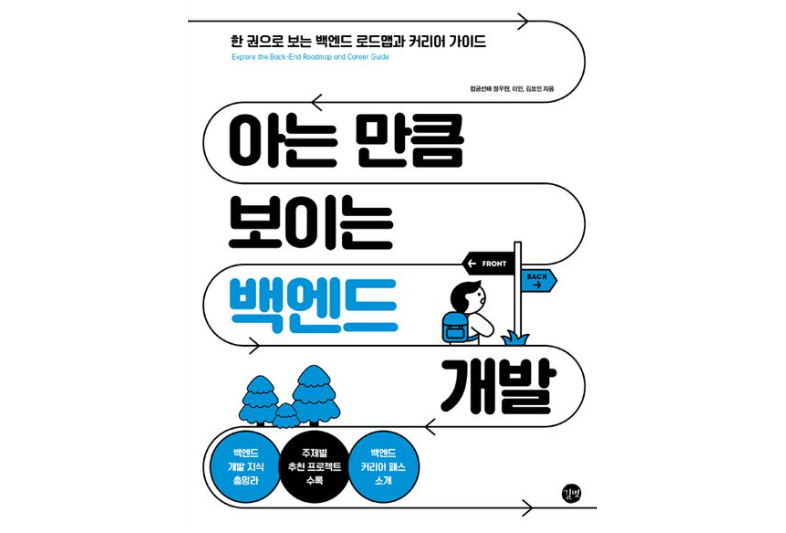 한 권으로 보는 백엔드 로드맵과 커리어 가이드
Explore the Back-End Roadmap and Career Guide
컴공선배 정우현, 이인, 김보인 지음
아는 만큼
보이는
백엔드
개발
← FRONT
BACK →
백엔드
개발 지식
총망라
주제별
추천 프로젝트
수록
백엔드
커리어 패스
소개
길벗